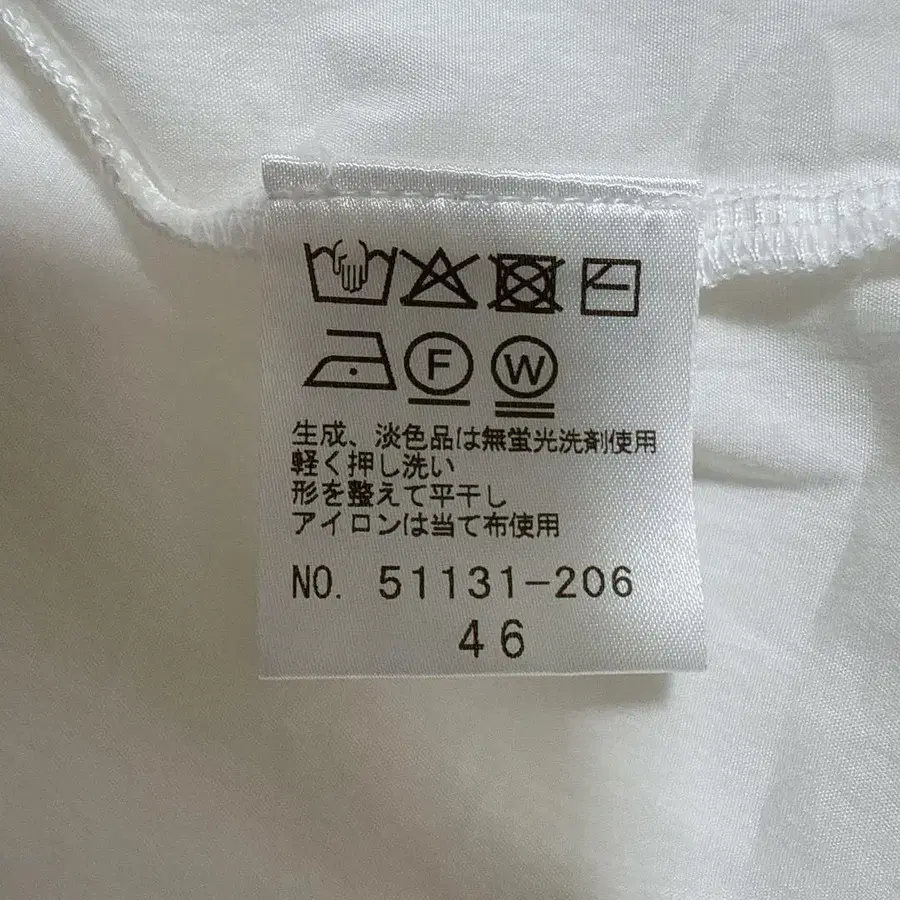 F W
生成、淡色品は無蛍光洗剤使用
軽く押し洗い
形を整えて平干し
アイロンは当て布使用
NO. 51131-206
46